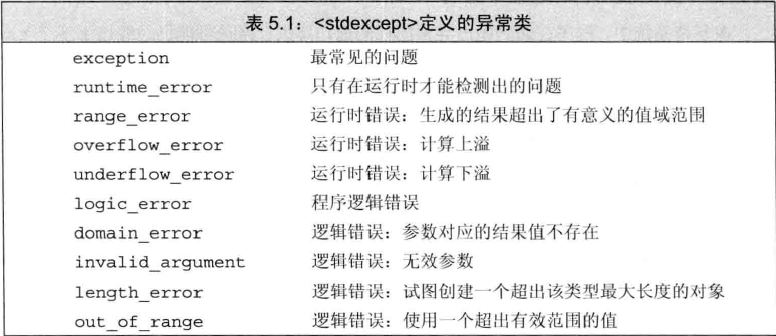 表 5.1：<stdexcept>定义的异常类
exception 最常见的问题
runtime_error 只有在运行时才能检测出的问题
range_error 运行时错误：生成的结果超出了有意义的值域范围
overflow_error 运行时错误：计算上溢
underflow_error 运行时错误：计算下溢
logic_error 程序逻辑错误
domain_error 逻辑错误：参数对应的结果值不存在
invalid_argument 逻辑错误：无效参数
length_error 逻辑错误：试图创建一个超出该类型最大长度的对象
out_of_range 逻辑错误：使用一个超出有效范围的值